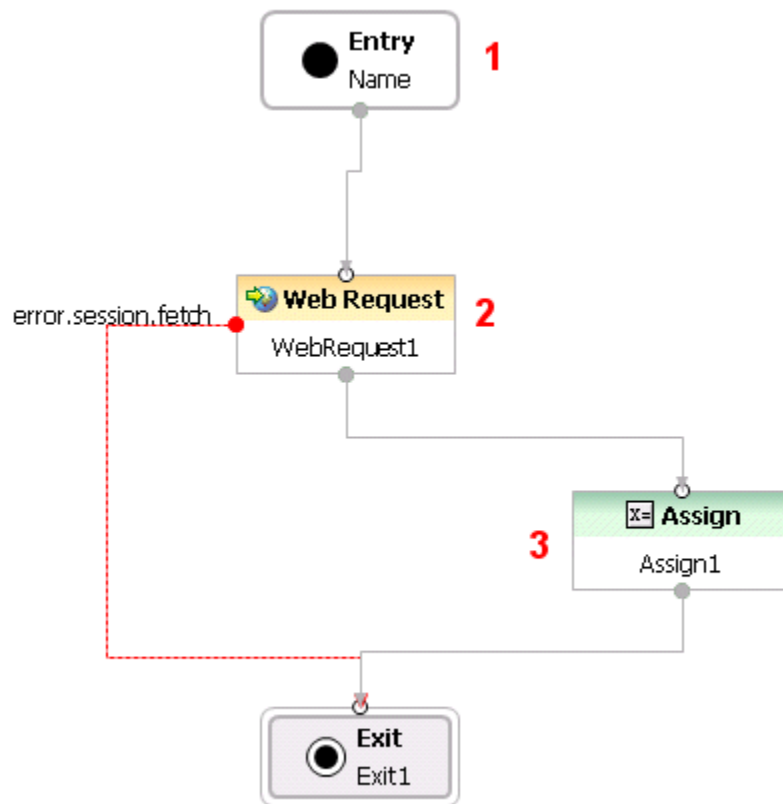 Entry
Name
1
error.session.fetch
Web Request
WebRequest1
2
X= Assign
Assign1
3
Exit
Exit1